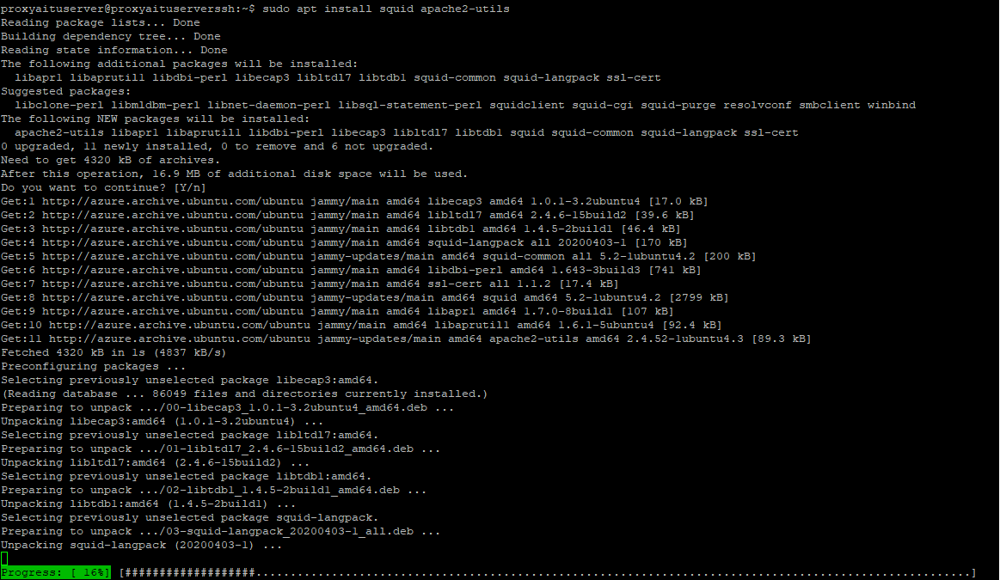 proxyaituserver@proxyaituserverssh:~$ sudo apt install squid apache2-utils
Reading package lists... Done
Building dependency tree... Done
Reading state information... Done
The following additional packages will be installed:
  libapr1 libaprutil1 libdbi-perl libecap3 libltdl7 libtdb1 squid-common squid-langpack ssl-cert
Suggested packages:
  libclone-perl libmldbm-perl libnet-daemon-perl libsql-statement-perl squidclient squid-cgi squid-purge resolvconf smbclient winbind
The following NEW packages will be installed:
  apache2-utils libapr1 libaprutil1 libdbi-perl libecap3 libltdl7 libtdb1 squid squid-common squid-langpack ssl-cert
0 upgraded, 11 newly installed, 0 to remove and 6 not upgraded.
Need to get 4320 kB of archives.
After this operation, 16.9 MB of additional disk space will be used.
Do you want to continue? [Y/n]
Get:1 http://azure.archive.ubuntu.com/ubuntu jammy/main amd64 libecap3 amd64 1.0.1-3.2ubuntu4 [17.0 kB]
Get:2 http://azure.archive.ubuntu.com/ubuntu jammy/main amd64 libltdl7 amd64 2.4.6-15build2 [39.6 kB]
Get:3 http://azure.archive.ubuntu.com/ubuntu jammy/main amd64 libtdb1 amd64 1.4.5-2build1 [46.4 kB]
Get:4 http://azure.archive.ubuntu.com/ubuntu jammy/main amd64 squid-langpack all 20200403-1 [170 kB]
Get:5 http://azure.archive.ubuntu.com/ubuntu jammy-updates/main amd64 squid-common all 5.2-1ubuntu4.2 [200 kB]
Get:6 http://azure.archive.ubuntu.com/ubuntu jammy/main amd64 libdbi-perl amd64 1.643-3build3 [741 kB]
Get:7 http://azure.archive.ubuntu.com/ubuntu jammy/main amd64 ssl-cert all 1.1.2 [17.4 kB]
Get:8 http://azure.archive.ubuntu.com/ubuntu jammy-updates/main amd64 squid amd64 5.2-1ubuntu4.2 [2799 kB]
Get:9 http://azure.archive.ubuntu.com/ubuntu jammy/main amd64 libapr1 amd64 1.7.0-8build1 [107 kB]
Get:10 http://azure.archive.ubuntu.com/ubuntu jammy/main amd64 libaprutil1 amd64 1.6.1-5ubuntu4 [92.4 kB]
Get:11 http://azure.archive.ubuntu.com/ubuntu jammy-updates/main amd64 apache2-utils amd64 2.4.52-1ubuntu4.3 [89.3 kB]
Fetched 4320 kB in 1s (4837 kB/s)
Preconfiguring packages ...
Selecting previously unselected package libecap3:amd64.
(Reading database ... 86049 files and directories currently installed.)
Preparing to unpack .../00-libecap3_1.0.1-3.2ubuntu4_amd64.deb ...
Unpacking libecap3:amd64 (1.0.1-3.2ubuntu4) ...
Selecting previously unselected package libltdl7:amd64.
Preparing to unpack .../01-libltdl7_2.4.6-15build2_amd64.deb ...
Unpacking libltdl7:amd64 (2.4.6-15build2) ...
Selecting previously unselected package libtdb1:amd64.
Preparing to unpack .../02-libtdb1_1.4.5-2build1_amd64.deb ...
Unpacking libtdb1:amd64 (1.4.5-2build1) ...
Selecting previously unselected package squid-langpack.
Preparing to unpack .../03-squid-langpack_20200403-1_all.deb ...
Unpacking squid-langpack (20200403-1) ...
Progress: [ 16%] [###################........................................................................................................]